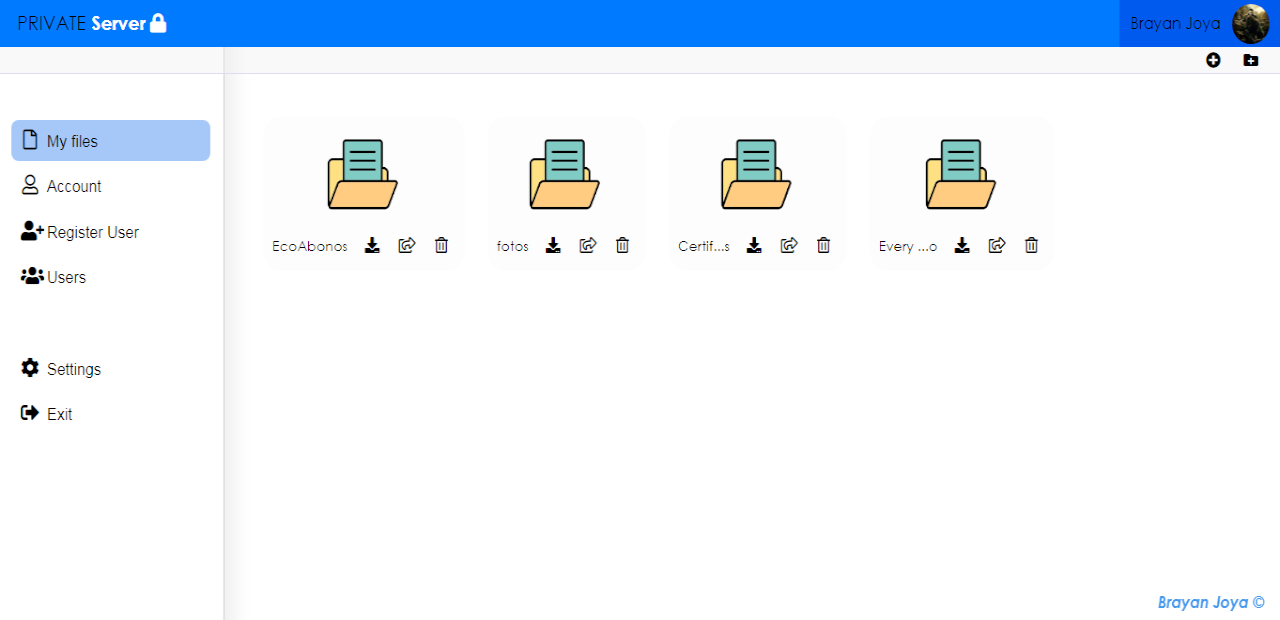 PRIVATE Server
Brayan Joya
My files
Account
Register User
Users
Settings
Exit
EcoAbonos
fotos
Certif...s
Every ...o
Brayan Joya ©